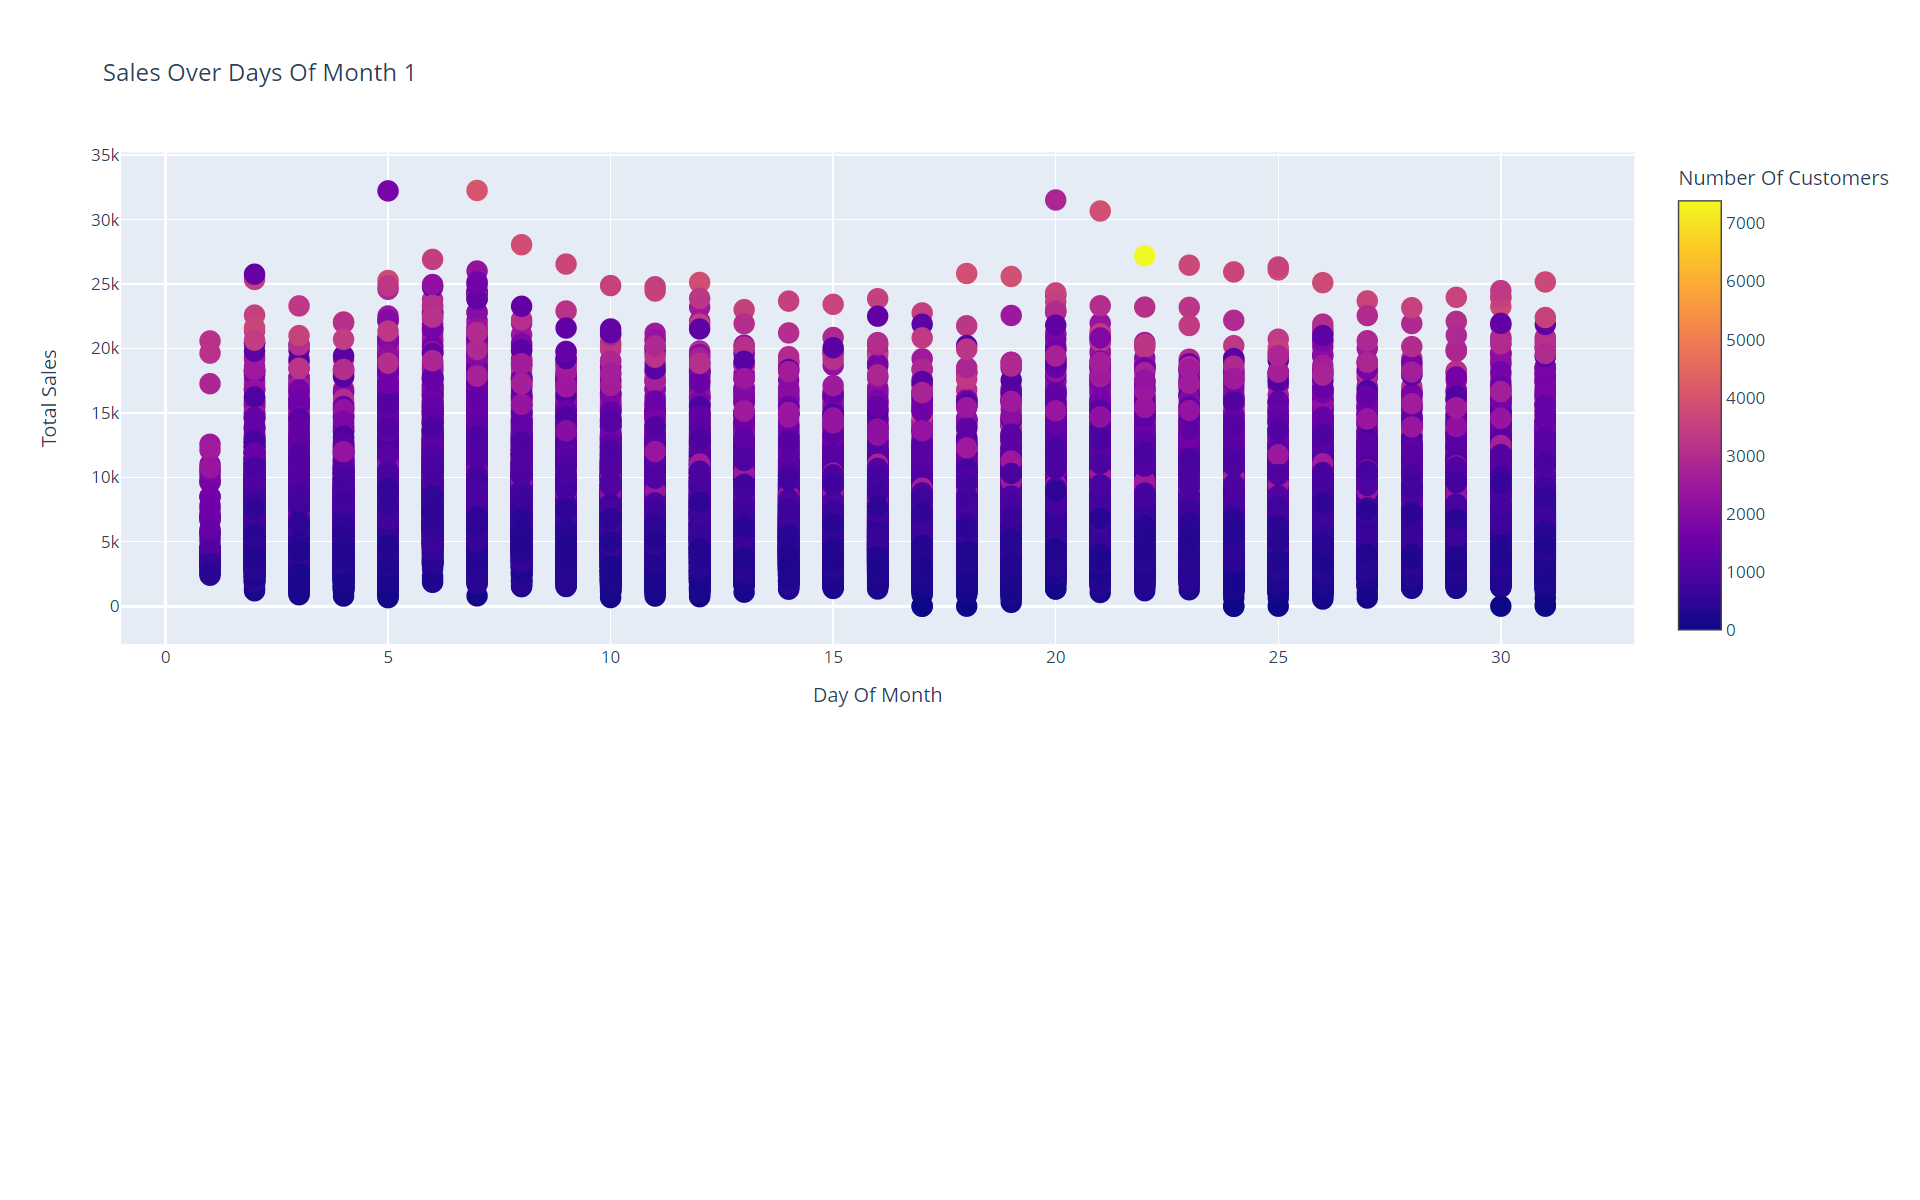 Sales Over Days Of Month 1
Total Sales
35k
30k
25k
20k
15k
10k
5k
0
0 5 10 15 20 25 30
Day Of Month
Number Of Customers
7000
6000
5000
4000
3000
2000
1000
0